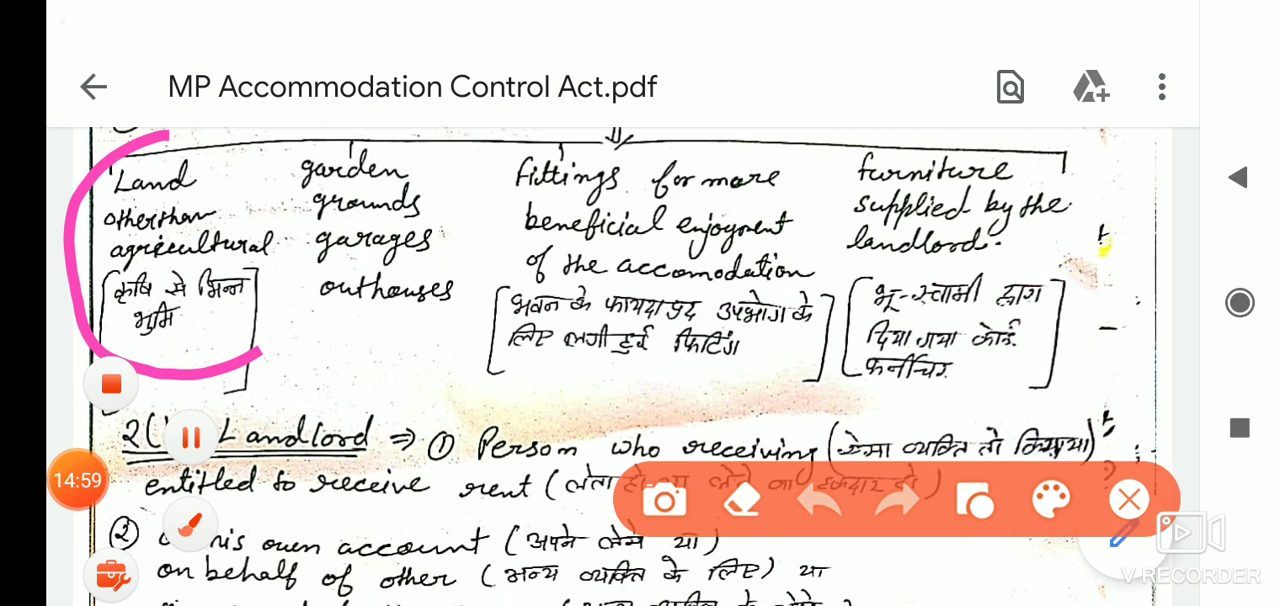 MP Accommodation Control Act.pdf
Land
other than
agricultural
[कृषि से भिन्न
भूमि]
garden
grounds
garages
outhouses
fittings for more
beneficial enjoyment
of the accomodation
[भवन के फायदाप्रद उपभोग के
लिए लगी हुई फिटिंग]
furniture
supplied by the
landlord.
[भू-स्वामी द्वारा
दिया गया कोई
फर्नीचर]
2( Landlord ⇒ ① Person who receiving (ऐसा व्यक्ति जो किराया)
entitled to receive rent (लेता
14:59
② his own account (अपने लेखे या)
on behalf of other (अन्य व्यक्ति के लिए) या
V-RECORDER